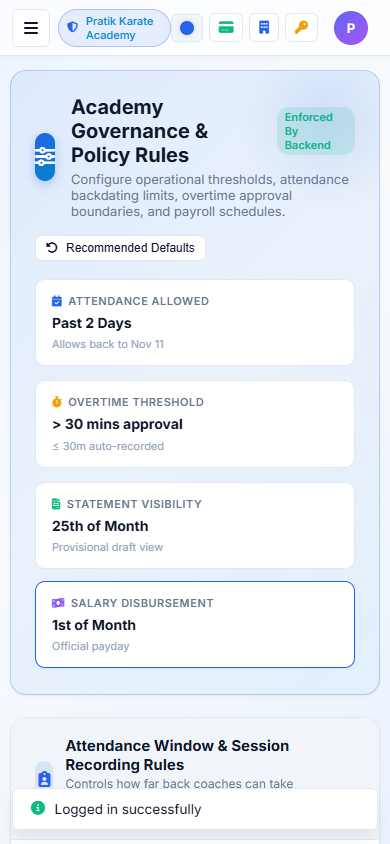 Pratik Karate
Academy
P
Academy
Governance &
Policy Rules
Enforced
By
Backend
Configure operational thresholds, attendance
backdating limits, overtime approval
boundaries, and payroll schedules.
Recommended Defaults
ATTENDANCE ALLOWED
Past 2 Days
Allows back to Nov 11
OVERTIME THRESHOLD
> 30 mins approval
≤ 30m auto-recorded
STATEMENT VISIBILITY
25th of Month
Provisional draft view
SALARY DISBURSEMENT
1st of Month
Official payday
Attendance Window & Session
Recording Rules
Controls how far back coaches can take
Logged in successfully